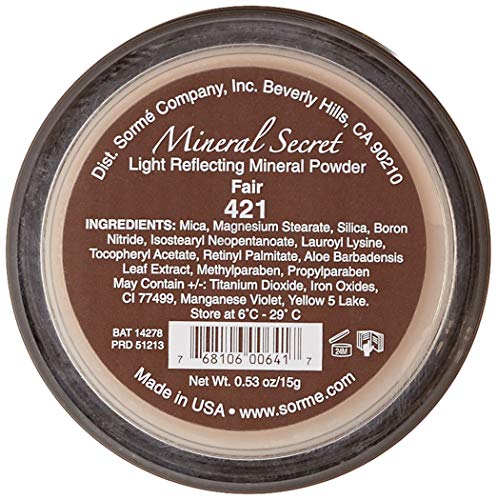 Dist. Sormé Company, Inc. Beverly Hills, CA 90210
Mineral Secret
Light Reflecting Mineral Powder
Fair
421
INGREDIENTS: Mica, Magnesium Stearate, Silica, Boron
Nitride, Isostearyl Neopentanoate, Lauroyl Lysine,
Tocopheryl Acetate, Retinyl Palmitate, Aloe Barbadensis
Leaf Extract, Methylparaben, Propylparaben
May Contain +/-: Titanium Dioxide, Iron Oxides,
CI 77499, Manganese Violet, Yellow 5 Lake.
Store at 6°C - 29° C
BAT 14278
PRD 51213
7 68106 00641 7
24M
Net Wt. 0.53 oz/15g
Made in USA • www.sorme.com